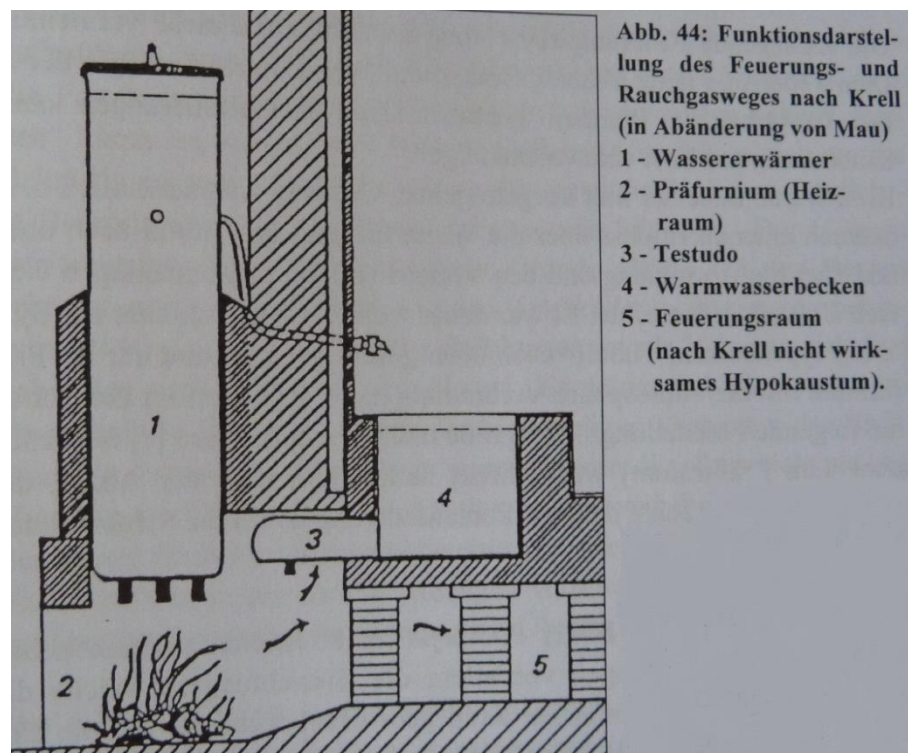 Abb. 44: Funktionsdarstel-
lung des Feuerungs- und
Rauchgasweges nach Krell
(in Abänderung von Mau)
1 - Wassererwärmer
2 - Präfurnium (Heiz-
raum)
3 - Testudo
4 - Warmwasserbecken
5 - Feuerungsraum
(nach Krell nicht wirk-
sames Hypokaustum).
1
4
3
5
2